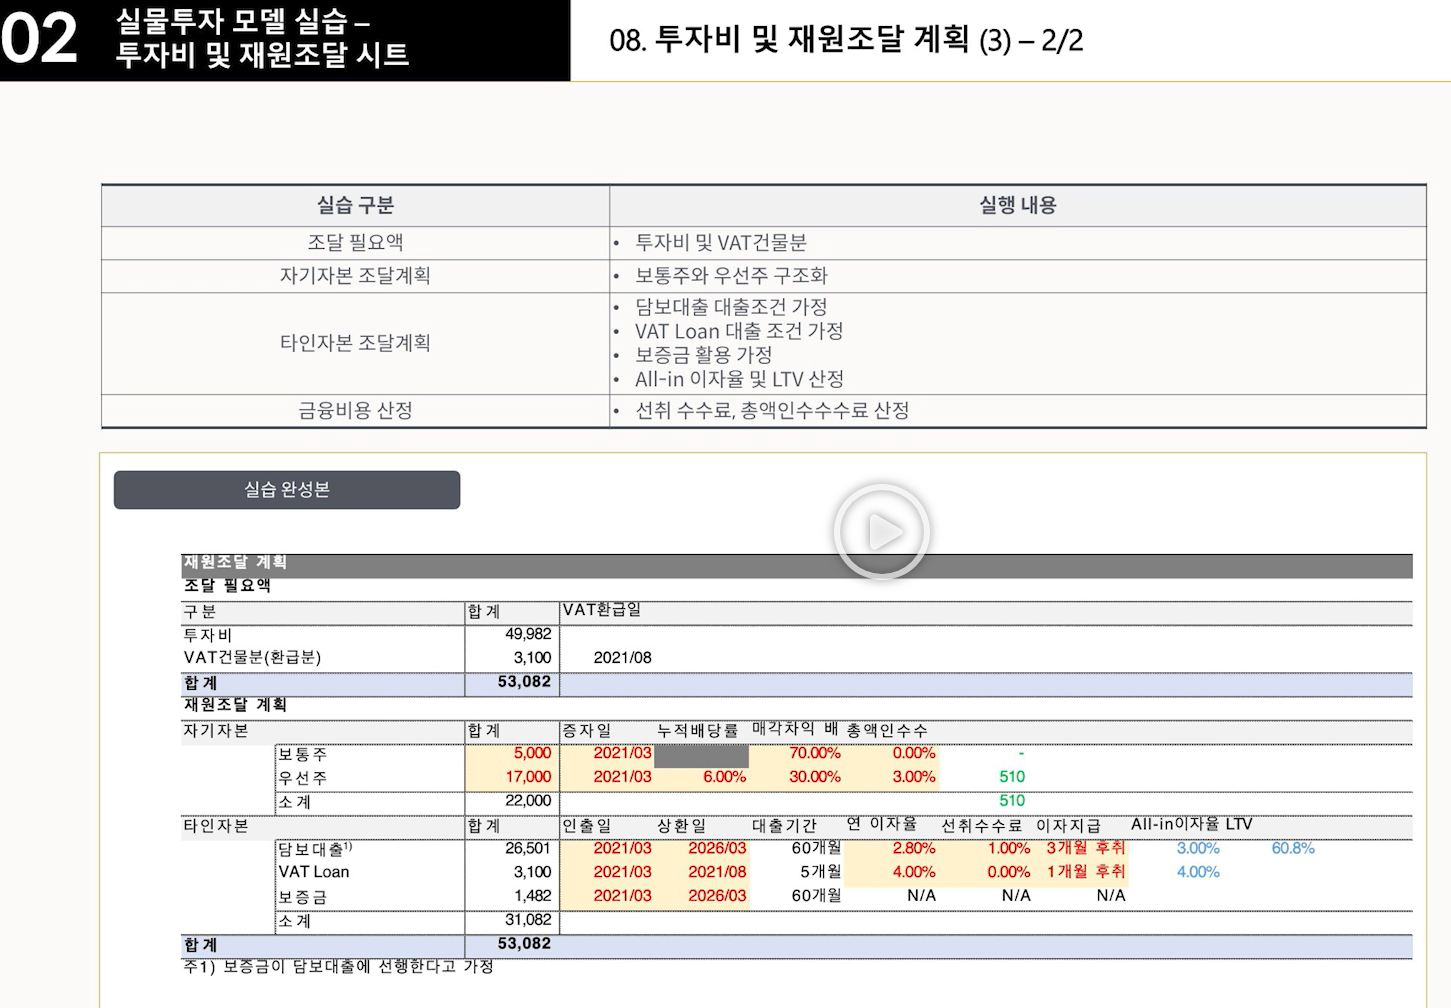 02 실물투자 모델 실습 –
투자비 및 재원조달 시트
08. 투자비 및 재원조달 계획 (3) – 2/2
실습 구분 실행 내용
조달 필요액 • 투자비 및 VAT건물분
자기자본 조달계획 • 보통주와 우선주 구조화
타인자본 조달계획 • 담보대출 대출조건 가정
• VAT Loan 대출 조건 가정
• 보증금 활용 가정
• All-in 이자율 및 LTV 산정
금융비용 산정 • 선취 수수료, 총액인수수수료 산정
실습 완성본
재원조달 계획
조달 필요액
구분 합계 VAT환급일
투자비 49,982
VAT건물분(환급분) 3,100 2021/08
합계 53,082
재원조달 계획
자기자본 합계 증자일 누적배당률 매각차익 배 총액인수수
보통주 5,000 2021/03 70.00% 0.00% -
우선주 17,000 2021/03 6.00% 30.00% 3.00% 510
소계 22,000 510
타인자본 합계 인출일 상환일 대출기간 연 이자율 선취수수료 이자지급 All-in이자율 LTV
담보대출1) 26,501 2021/03 2026/03 60개월 2.80% 1.00% 3개월 후취 3.00% 60.8%
VAT Loan 3,100 2021/03 2021/08 5개월 4.00% 0.00% 1개월 후취 4.00%
보증금 1,482 2021/03 2026/03 60개월 N/A N/A N/A
소계 31,082
합계 53,082
주1) 보증금이 담보대출에 선행한다고 가정